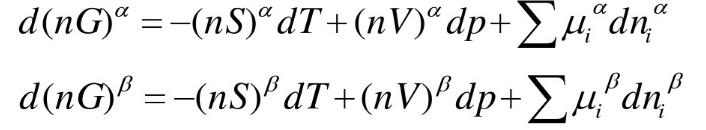 d(nG)^α = −(nS)^α dT + (nV)^α dp + ∑ μ_i^α dn_i^α
d(nG)^β = −(nS)^β dT + (nV)^β dp + ∑ μ_i^β dn_i^β